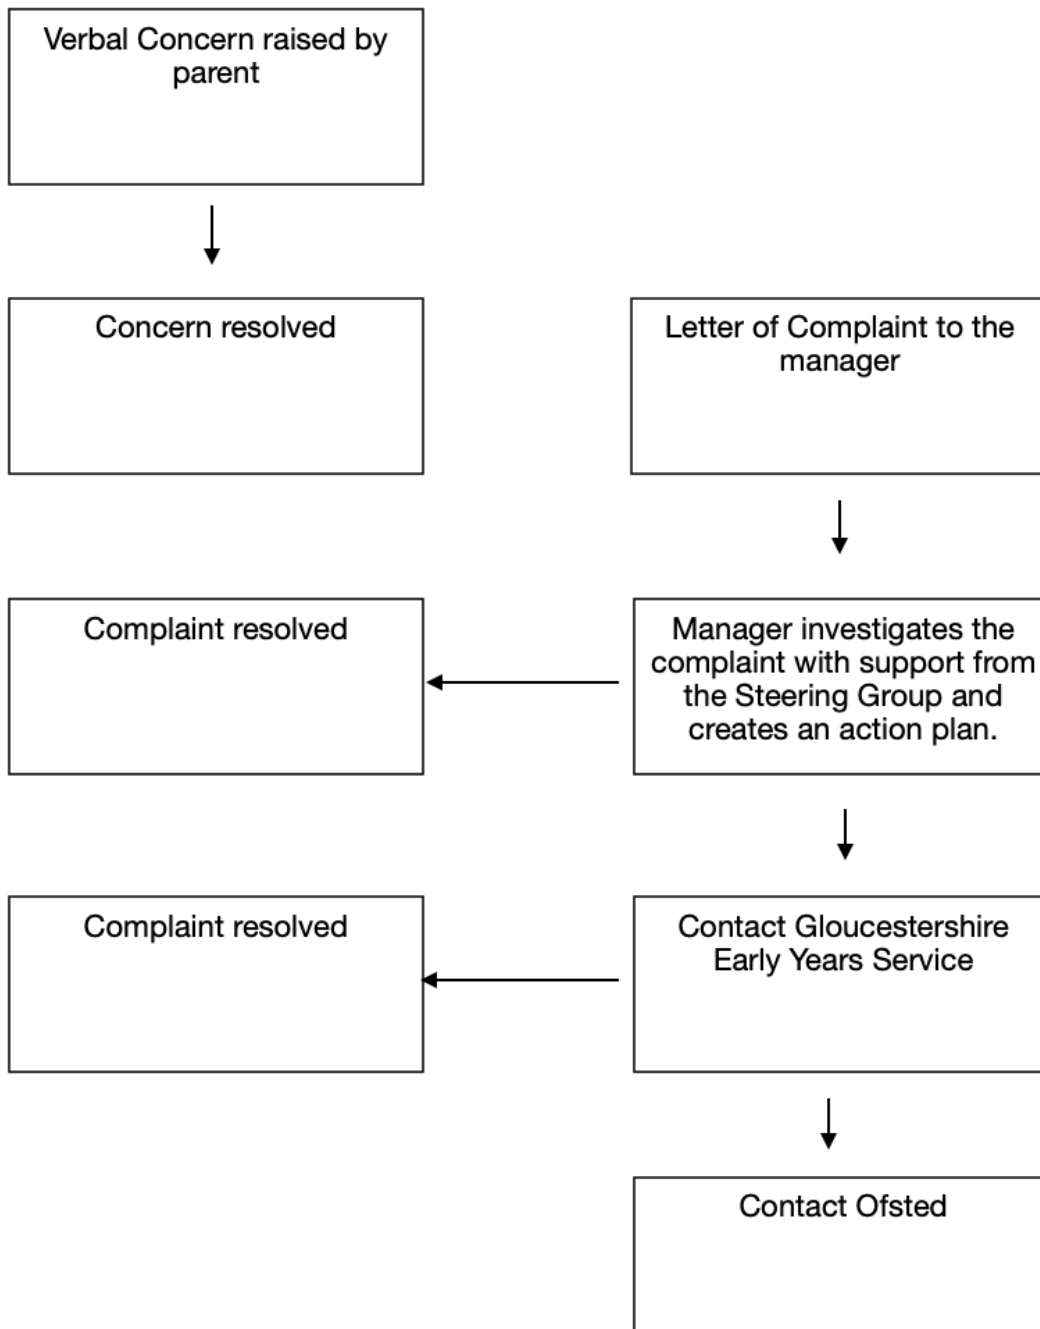 Verbal Concern raised by
parent
Concern resolved
Letter of Complaint to the
manager
Complaint resolved
Manager investigates the
complaint with support from
the Steering Group and
creates an action plan.
Complaint resolved
Contact Gloucestershire
Early Years Service
Contact Ofsted